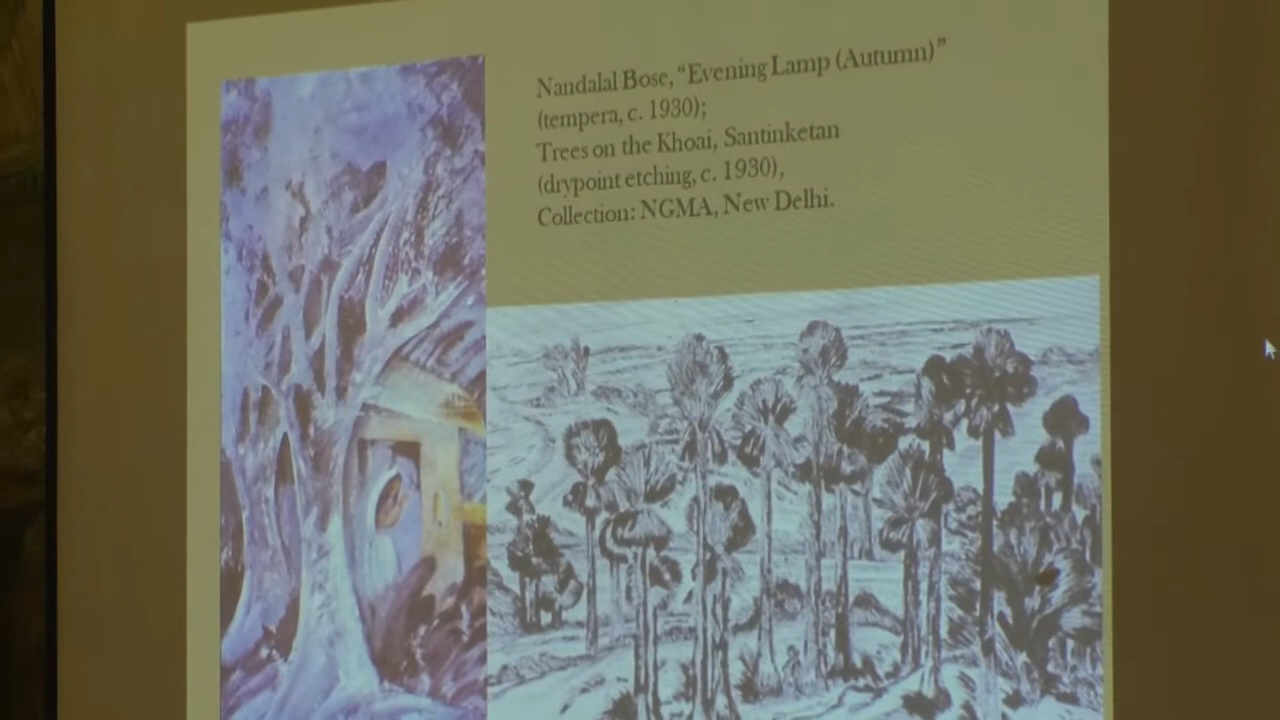 Nandalal Bose, “Evening Lamp (Autumn)”
(tempera, c. 1930);
Trees on the Khoai, Santinketan
(drypoint etching, c. 1930),
Collection: NGMA, New Delhi.